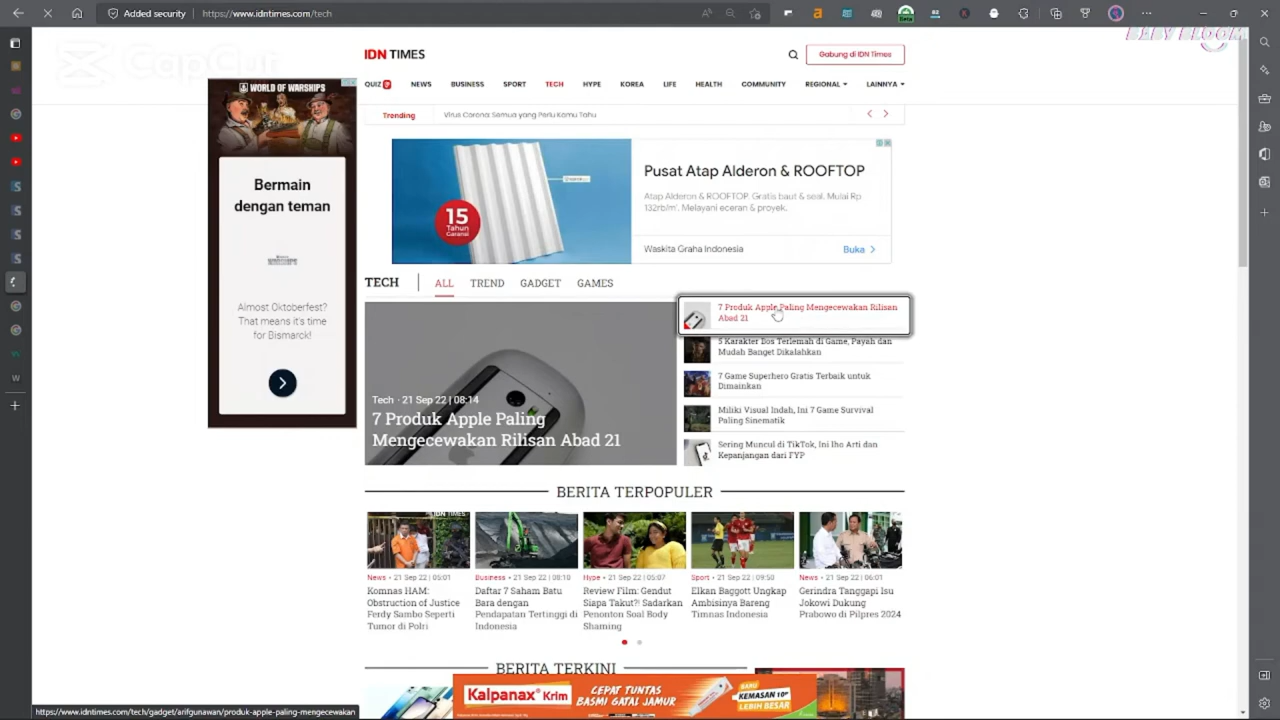 Added security
https://
Beta
CapCut
IDN TIMES
Gabung di IDN Times
QUIZ
NEWS
BUSINESS
SPORT
TECH
HYPE
KOREA
LIFE
HEALTH
COMMUNITY
REGIONAL
LAINNYA
Trending
Virus Corona: Semua yang Perlu Kamu Tahu
WORLD OF WARSHIPS
Bermain
dengan teman
Almost Oktoberfest?
That means it's time
for Bismarck!
15
Tahun
Garansi
Pusat Atap Alderon & ROOFTOP
Atap Alderon & ROOFTOP. Gratis baut & seal. Mulai Rp
132rb/m². Melayani eceran & proyek.
Waskita Graha Indonesia
Buka
TECH
ALL
TREND
GADGET
GAMES
Tech · 21 Sep 22 | 08:14
7 Produk Apple Paling
Mengecewakan Rilisan Abad 21
7 Produk Apple Paling Mengecewakan Rilisan
Abad 21
5 Karakter Bos Terlemah di Game, Payah dan
Mudah Banget Dikalahkan
7 Game Superhero Gratis Terbaik untuk
Dimainkan
Miliki Visual Indah, Ini 7 Game Survival
Paling Sinematik
Sering Muncul di TikTok, Ini lho Arti dan
Kepanjangan dari FYP
BERITA TERPOPULER
IDN TIMES
News • 21 Sep 22 | 05:01
Komnas HAM:
Obstruction of Justice
Ferdy Sambo Seperti
Tumor di Polri
Business • 21 Sep 22 | 08:10
Daftar 7 Saham Batu
Bara dengan
Pendapatan Tertinggi di
Indonesia
Hype • 21 Sep 22 | 05:07
Review Film: Gendut
Siapa Takut?! Sadarkan
Penonton Soal Body
Shaming
Sport • 21 Sep 22 | 09:50
Elkan Baggott Ungkap
Ambisinya Bareng
Timnas Indonesia
News • 21 Sep 22 | 06:01
Gerindra Tanggapi Isu
Jokowi Dukung
Prabowo di Pilpres 2024
BERITA TERKINI
Kalpanax® Krim
CEPAT TUNTAS
BASMI GATAL JAMUR
BARU
KEMASAN 10gr
LEBIH BESAR
https://www.idntimes.com/tech/gadget/arifgunawan/produk-apple-paling-mengecewakan